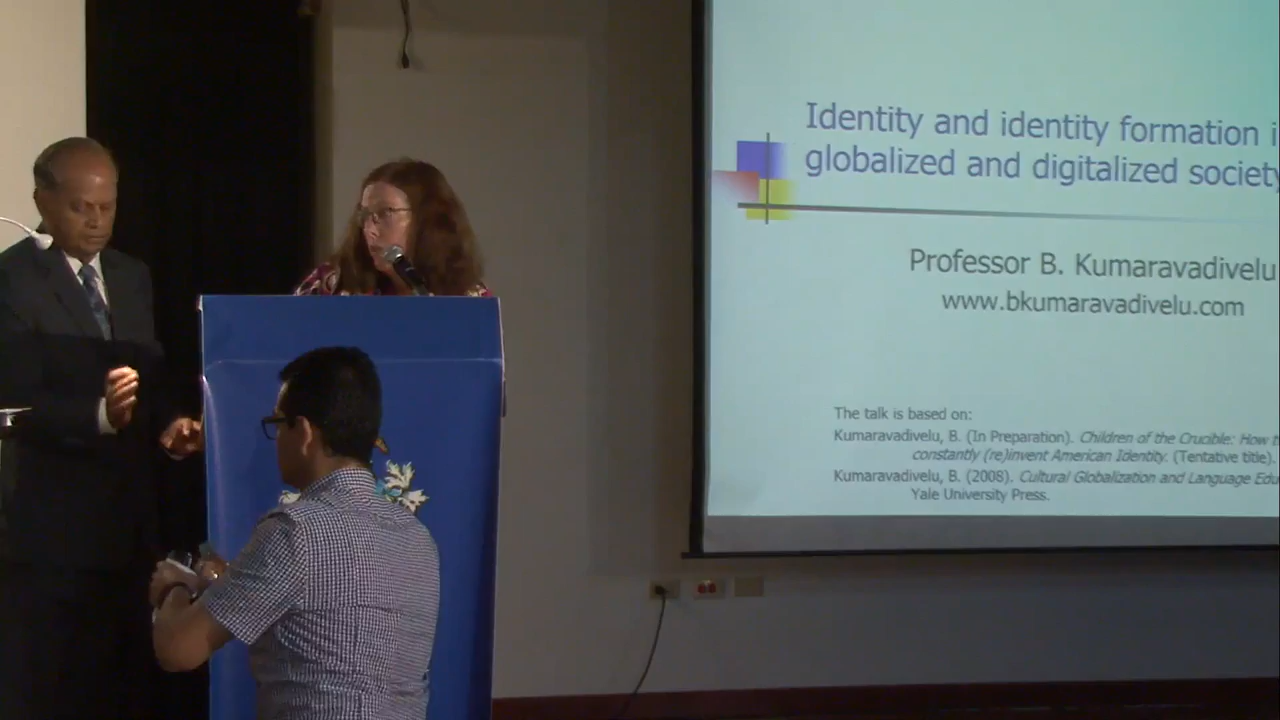 Identity and identity formation i
globalized and digitalized society
Professor B. Kumaravadivelu
www.bkumaravadivelu.com
The talk is based on:
Kumaravadivelu, B. (In Preparation). Children of the Crucible: How t
constantly (re)invent American Identity. (Tentative title).
Kumaravadivelu, B. (2008). Cultural Globalization and Language Edu
Yale University Press.